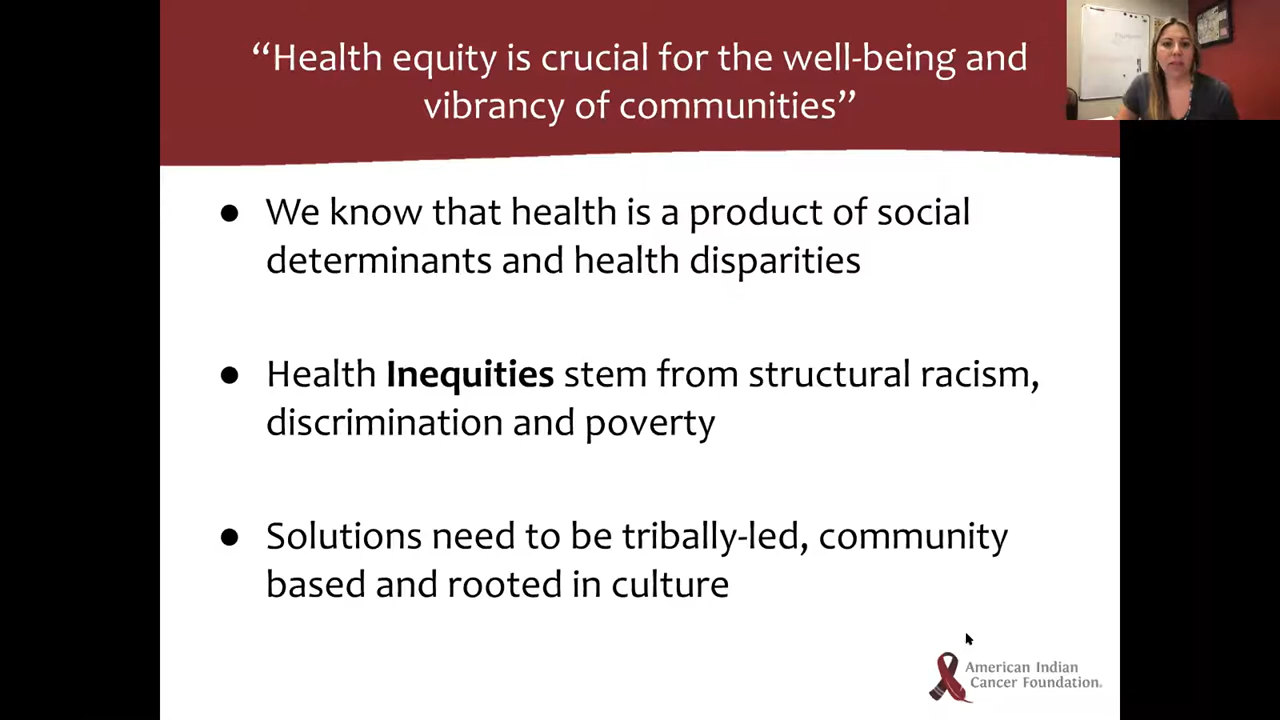 “Health equity is crucial for the well-being and
vibrancy of communities”
● We know that health is a product of social
determinants and health disparities
● Health Inequities stem from structural racism,
discrimination and poverty
● Solutions need to be tribally-led, community
based and rooted in culture
American Indian
Cancer Foundation.